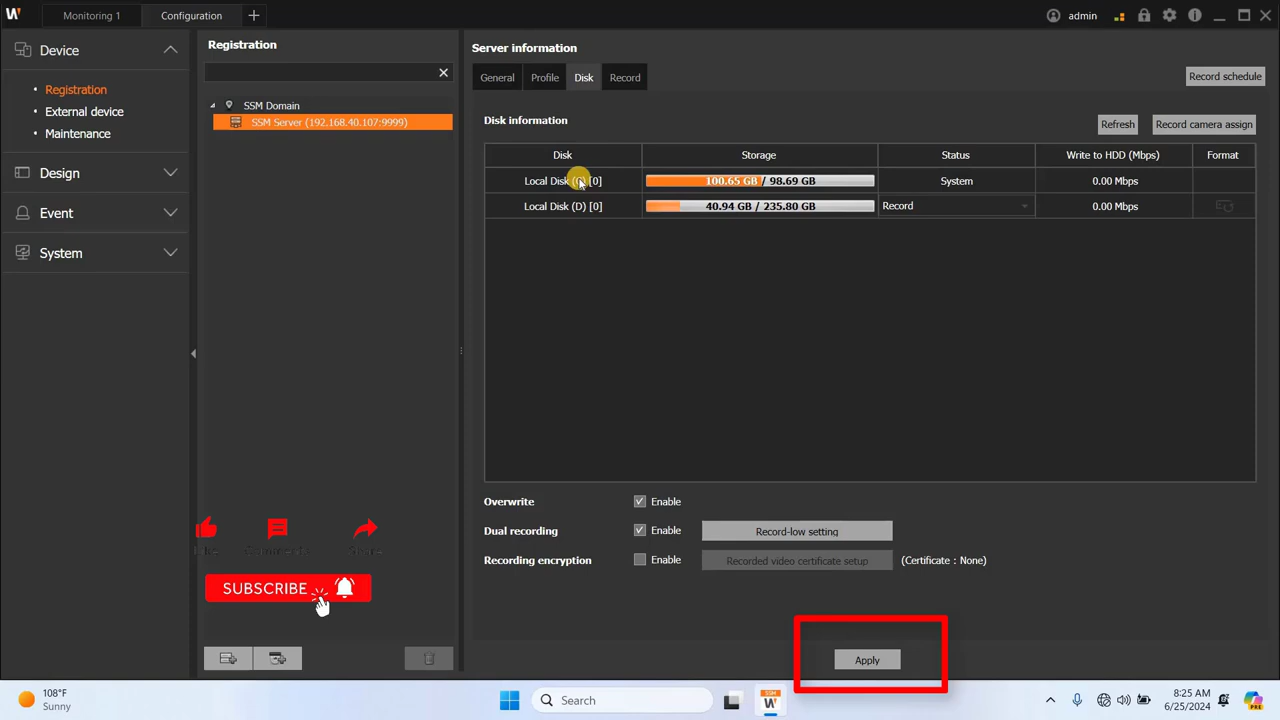 W Monitoring 1 Configuration + admin
Device
Registration
External device
Maintenance
Design
Event
System
Registration
SSM Domain
SSM Server (192.168.40.107:9999)
Server information
General Profile Disk Record Record schedule
Disk information
Refresh Record camera assign
Disk Storage Status Write to HDD (Mbps) Format
100.65 GB / 98.69 GB System 0.00 Mbps
Local Disk (D) [0] 40.94 GB / 235.80 GB Record 0.00 Mbps
Overwrite Enable
Dual recording Enable Record-low setting
Recording encryption Enable Recorded video certificate setup (Certificate : None)
SUBSCRIBE
Apply
108°F
Sunny
Search
SSM
W
8:25 AM
6/25/2024
PRE